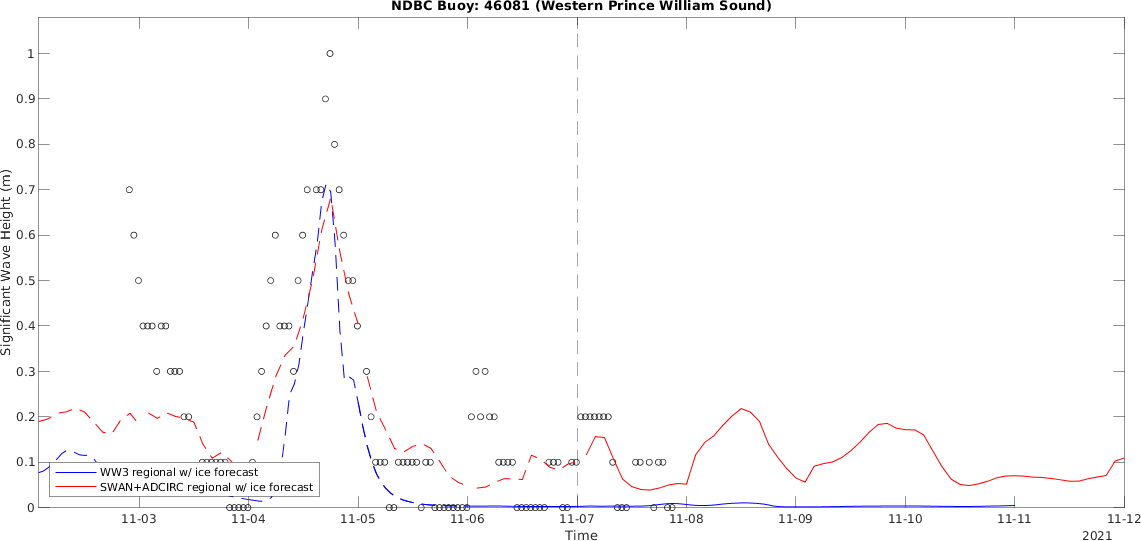 NDBC Buoy: 46081 (Western Prince William Sound)
Significant Wave Height (m)
1
0.9
0.8
0.7
0.6
0.5
0.4
0.3
0.2
0.1
0
WW3 regional w/ ice forecast
SWAN+ADCIRC regional w/ ice forecast
11-03 11-04 11-05 11-06 11-07 11-08 11-09 11-10 11-11 11-12
Time
2021